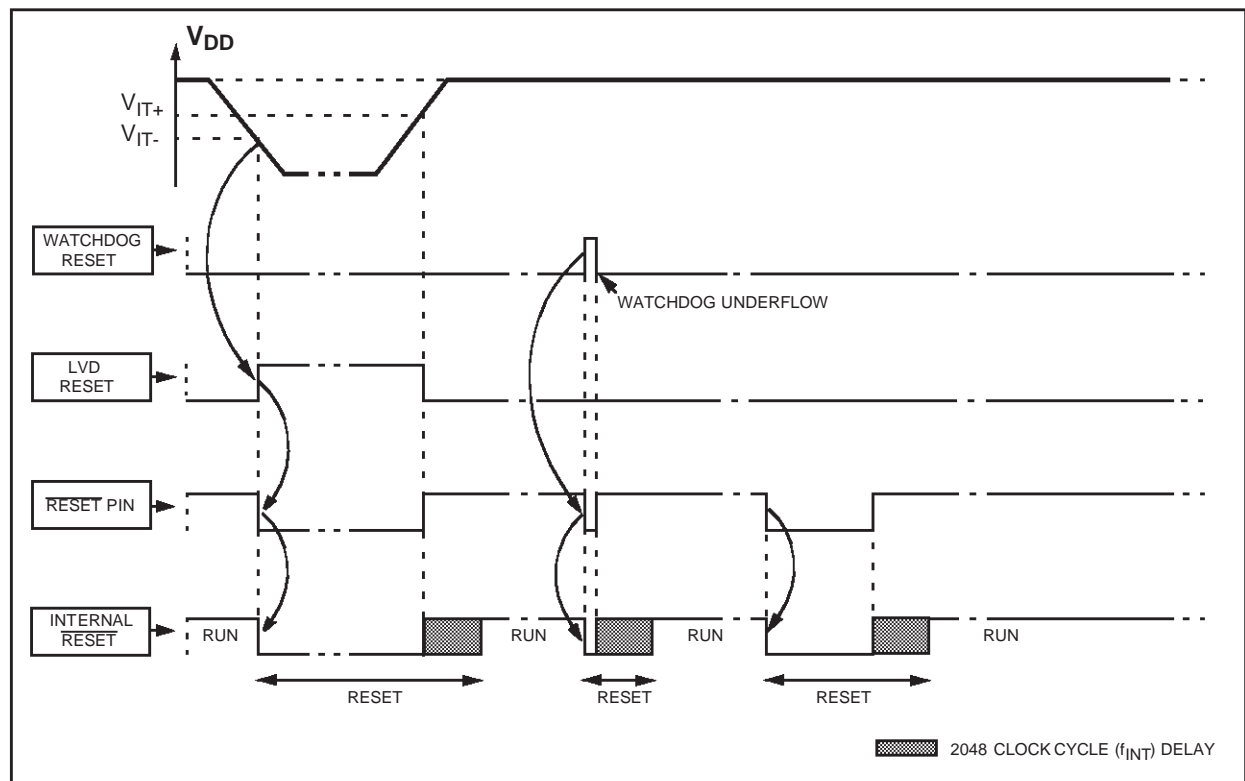 VDD
VIT+
VIT-
WATCHDOG
RESET
WATCHDOG UNDERFLOW
LVD
RESET
RESET PIN
INTERNAL
RESET
RUN
RUN
RUN
RUN
RESET
RESET
RESET
2048 CLOCK CYCLE (fINT) DELAY